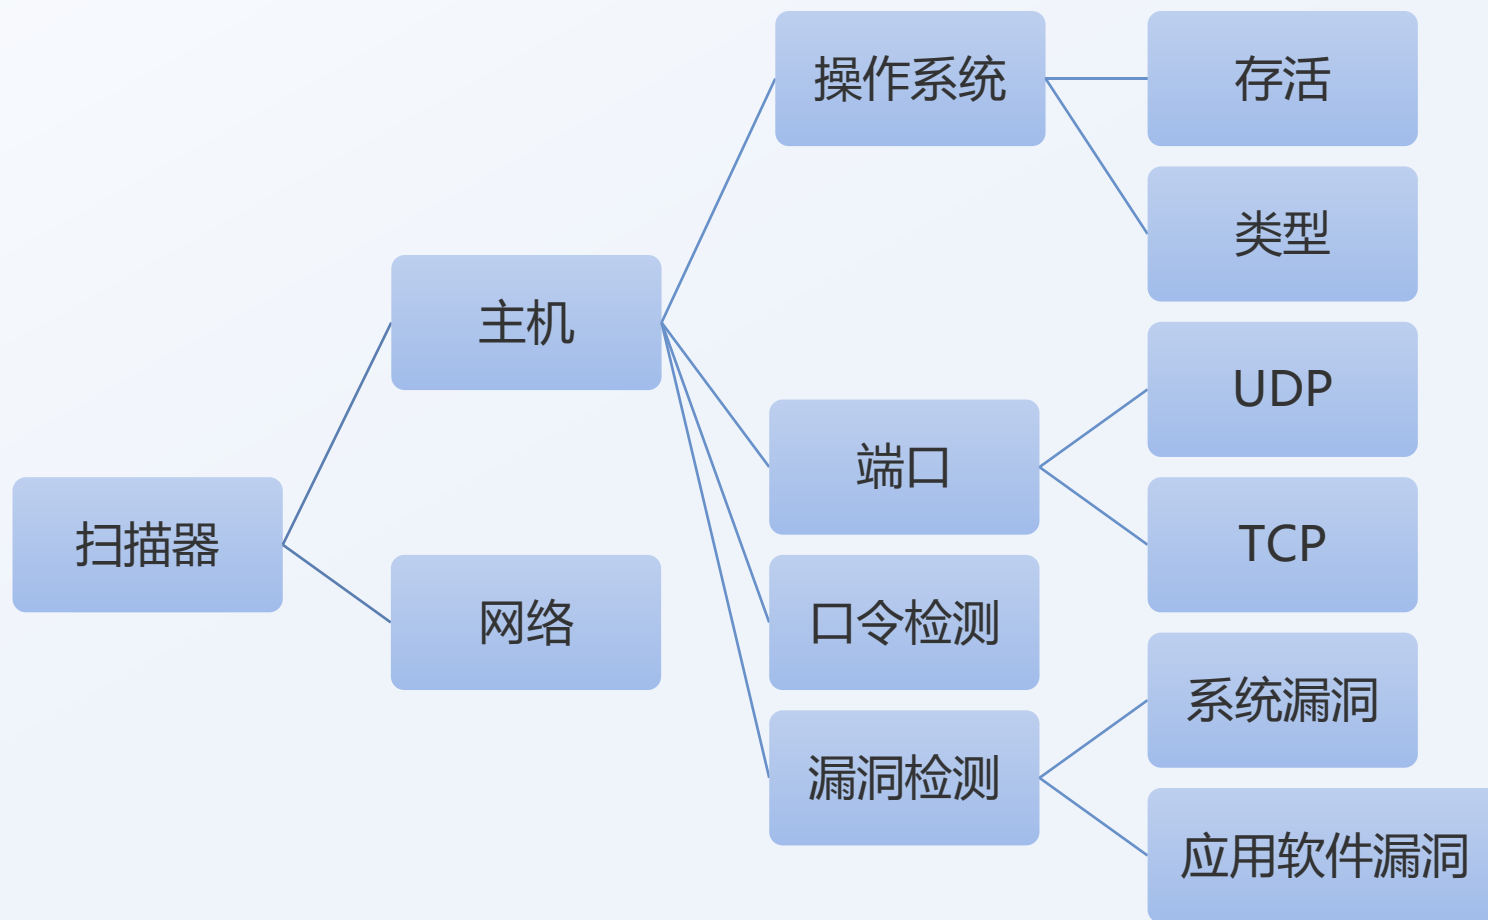 扫描器
主机
网络
操作系统
端口
口令检测
漏洞检测
存活
类型
UDP
TCP
系统漏洞
应用软件漏洞